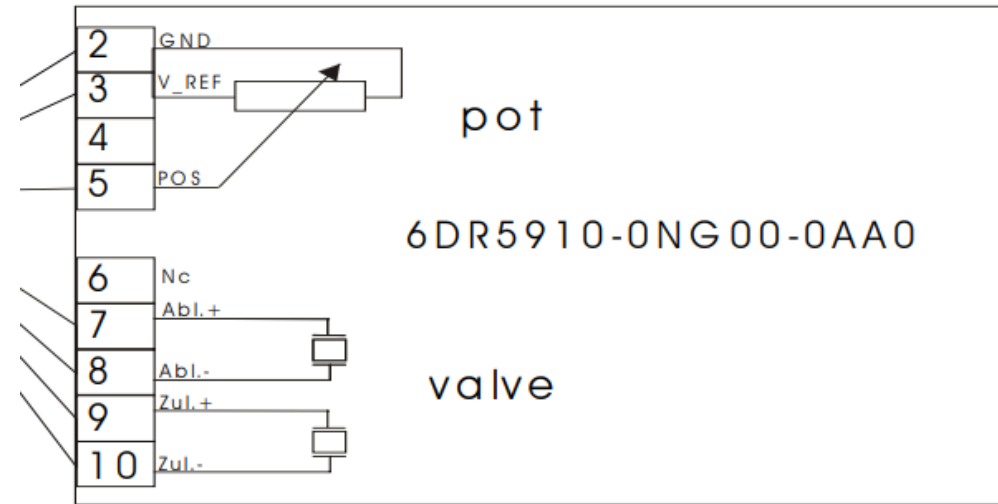 2 GND
3 V_REF
pot
4
5 POS
6DR5910-0NG00-0AA0
6 Nc
7 Abl.+
8 Abl.-
valve
9 Zul.+
10 Zul.-